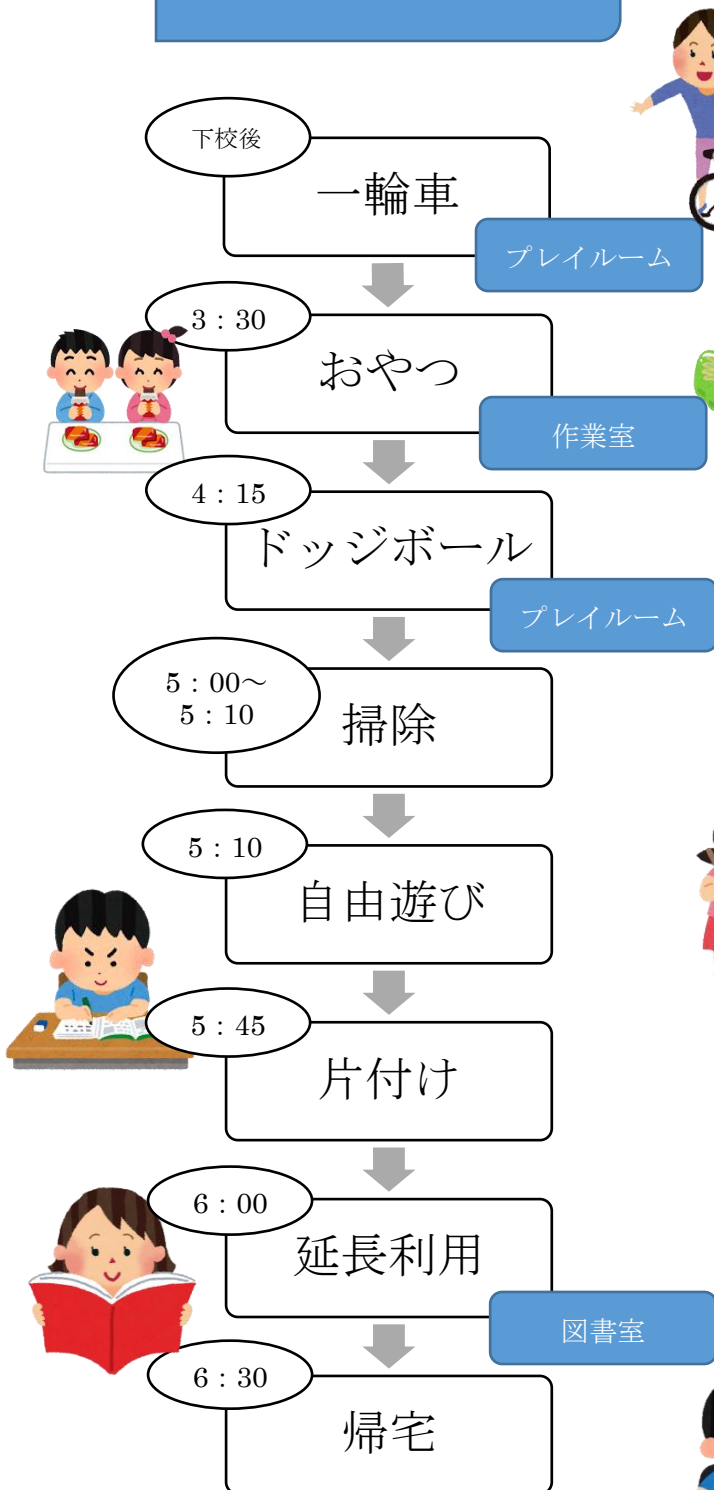 下校後
一輪車
プレイルーム
3：30
おやつ
作業室
4：15
ドッジボール
プレイルーム
5：00～
5：10
掃除
5：10
自由遊び
5：45
片付け
6：00
延長利用
図書室
6：30
帰宅